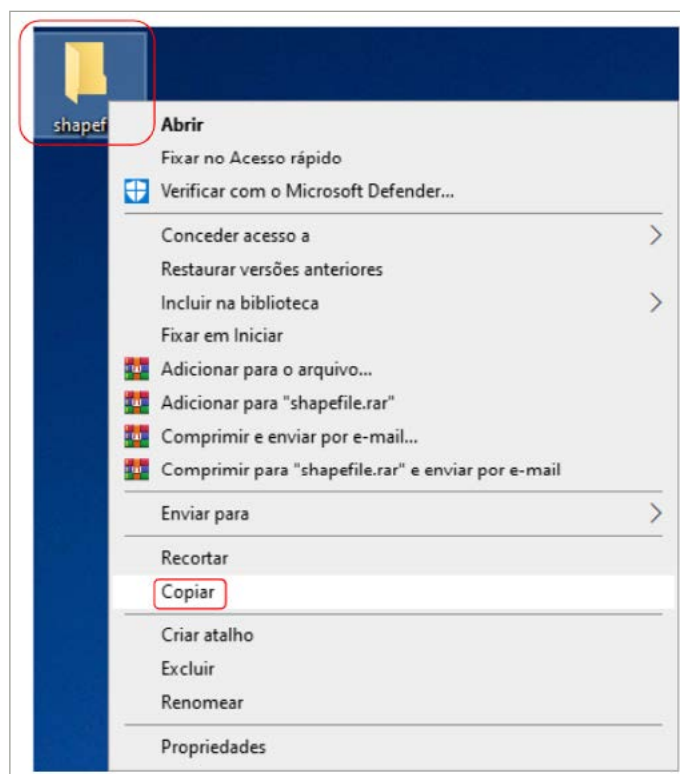 shapef
Abrir
Fixar no Acesso rápido
Verificar com o Microsoft Defender...
Conceder acesso a
Restaurar versões anteriores
Incluir na biblioteca
Fixar em Iniciar
Adicionar para o arquivo...
Adicionar para "shapefile.rar"
Comprimir e enviar por e-mail...
Comprimir para "shapefile.rar" e enviar por e-mail
Enviar para
Recortar
Copiar
Criar atalho
Excluir
Renomear
Propriedades